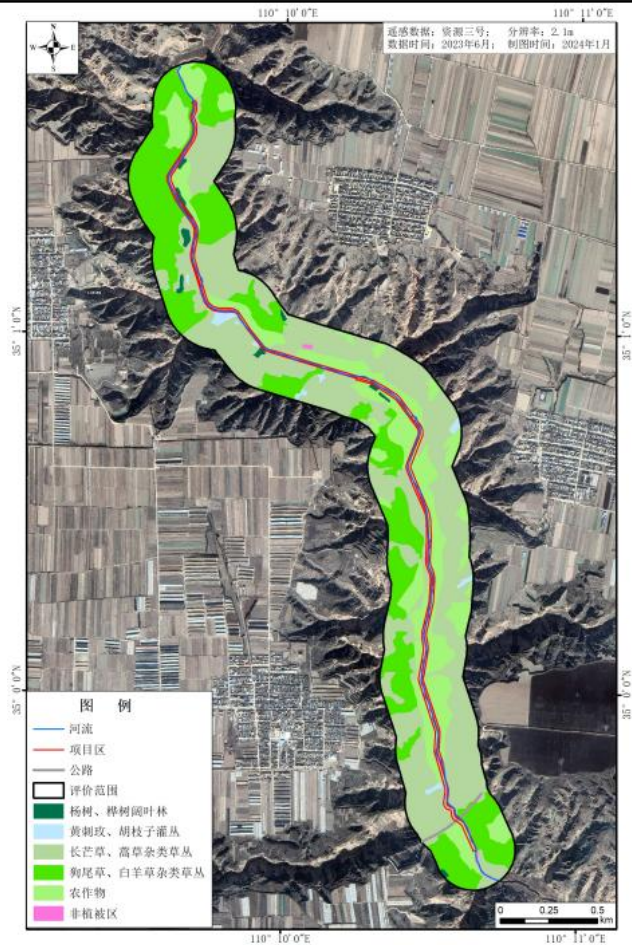 110° 10′0″E
110° 11′0″E
遥感数据：资源三号； 分辨率：2.1m
数据时间：2023年6月； 制图时间：2024年1月
N
W
E
S
35° 1′0″N
35° 1′0″N
35° 0′0″N
35° 0′0″N
图 例
河流
项目区
公路
评价范围
杨树、桦树阔叶林
黄刺玫、胡枝子灌丛
长芒草、蒿草杂类草丛
狗尾草、白羊草杂类草丛
农作物
非植被区
0 0.25 0.5
km
110° 10′0″E
110° 11′0″E